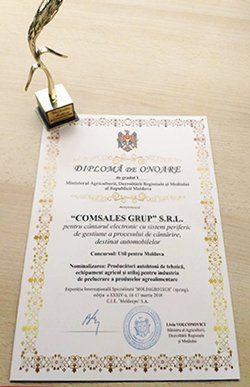 DIPLOMĂ DE ONOARE
de gradul I
Ministerul Agriculturii, Dezvoltării Regionale și Mediului
al Republicii Moldova
"COMSALES GRUP" S.R.L.
pentru cântarul electronic cu sistem periferic
de gestiune a procesului de cântărire,
destinat automobilelor
Concursul: Util pentru Moldova
Nominalizarea: Producători autohtoni de tehnică,
echipament agricol și utilaj pentru industria
de prelucrare a produselor agroalimentare
Expoziția Internațională Specializată "MOLDAGROTECH" (spring),
ediția a XXXIV-a, 14-17 martie 2018
C.I.E. "Moldexpo" S.A.
Liviu VOLCONOVICI
Ministrul al Agriculturii,
Dezvoltării Regionale
și Mediului